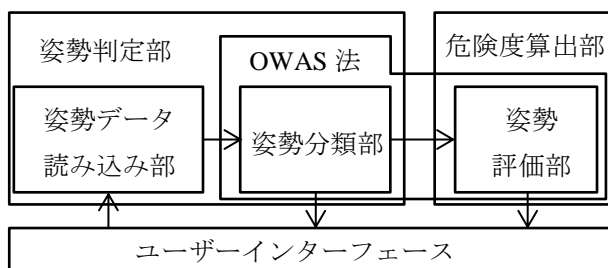 姿勢判定部
OWAS 法
危険度算出部
姿勢データ
読み込み部
姿勢分類部
姿勢
評価部
ユーザーインターフェース